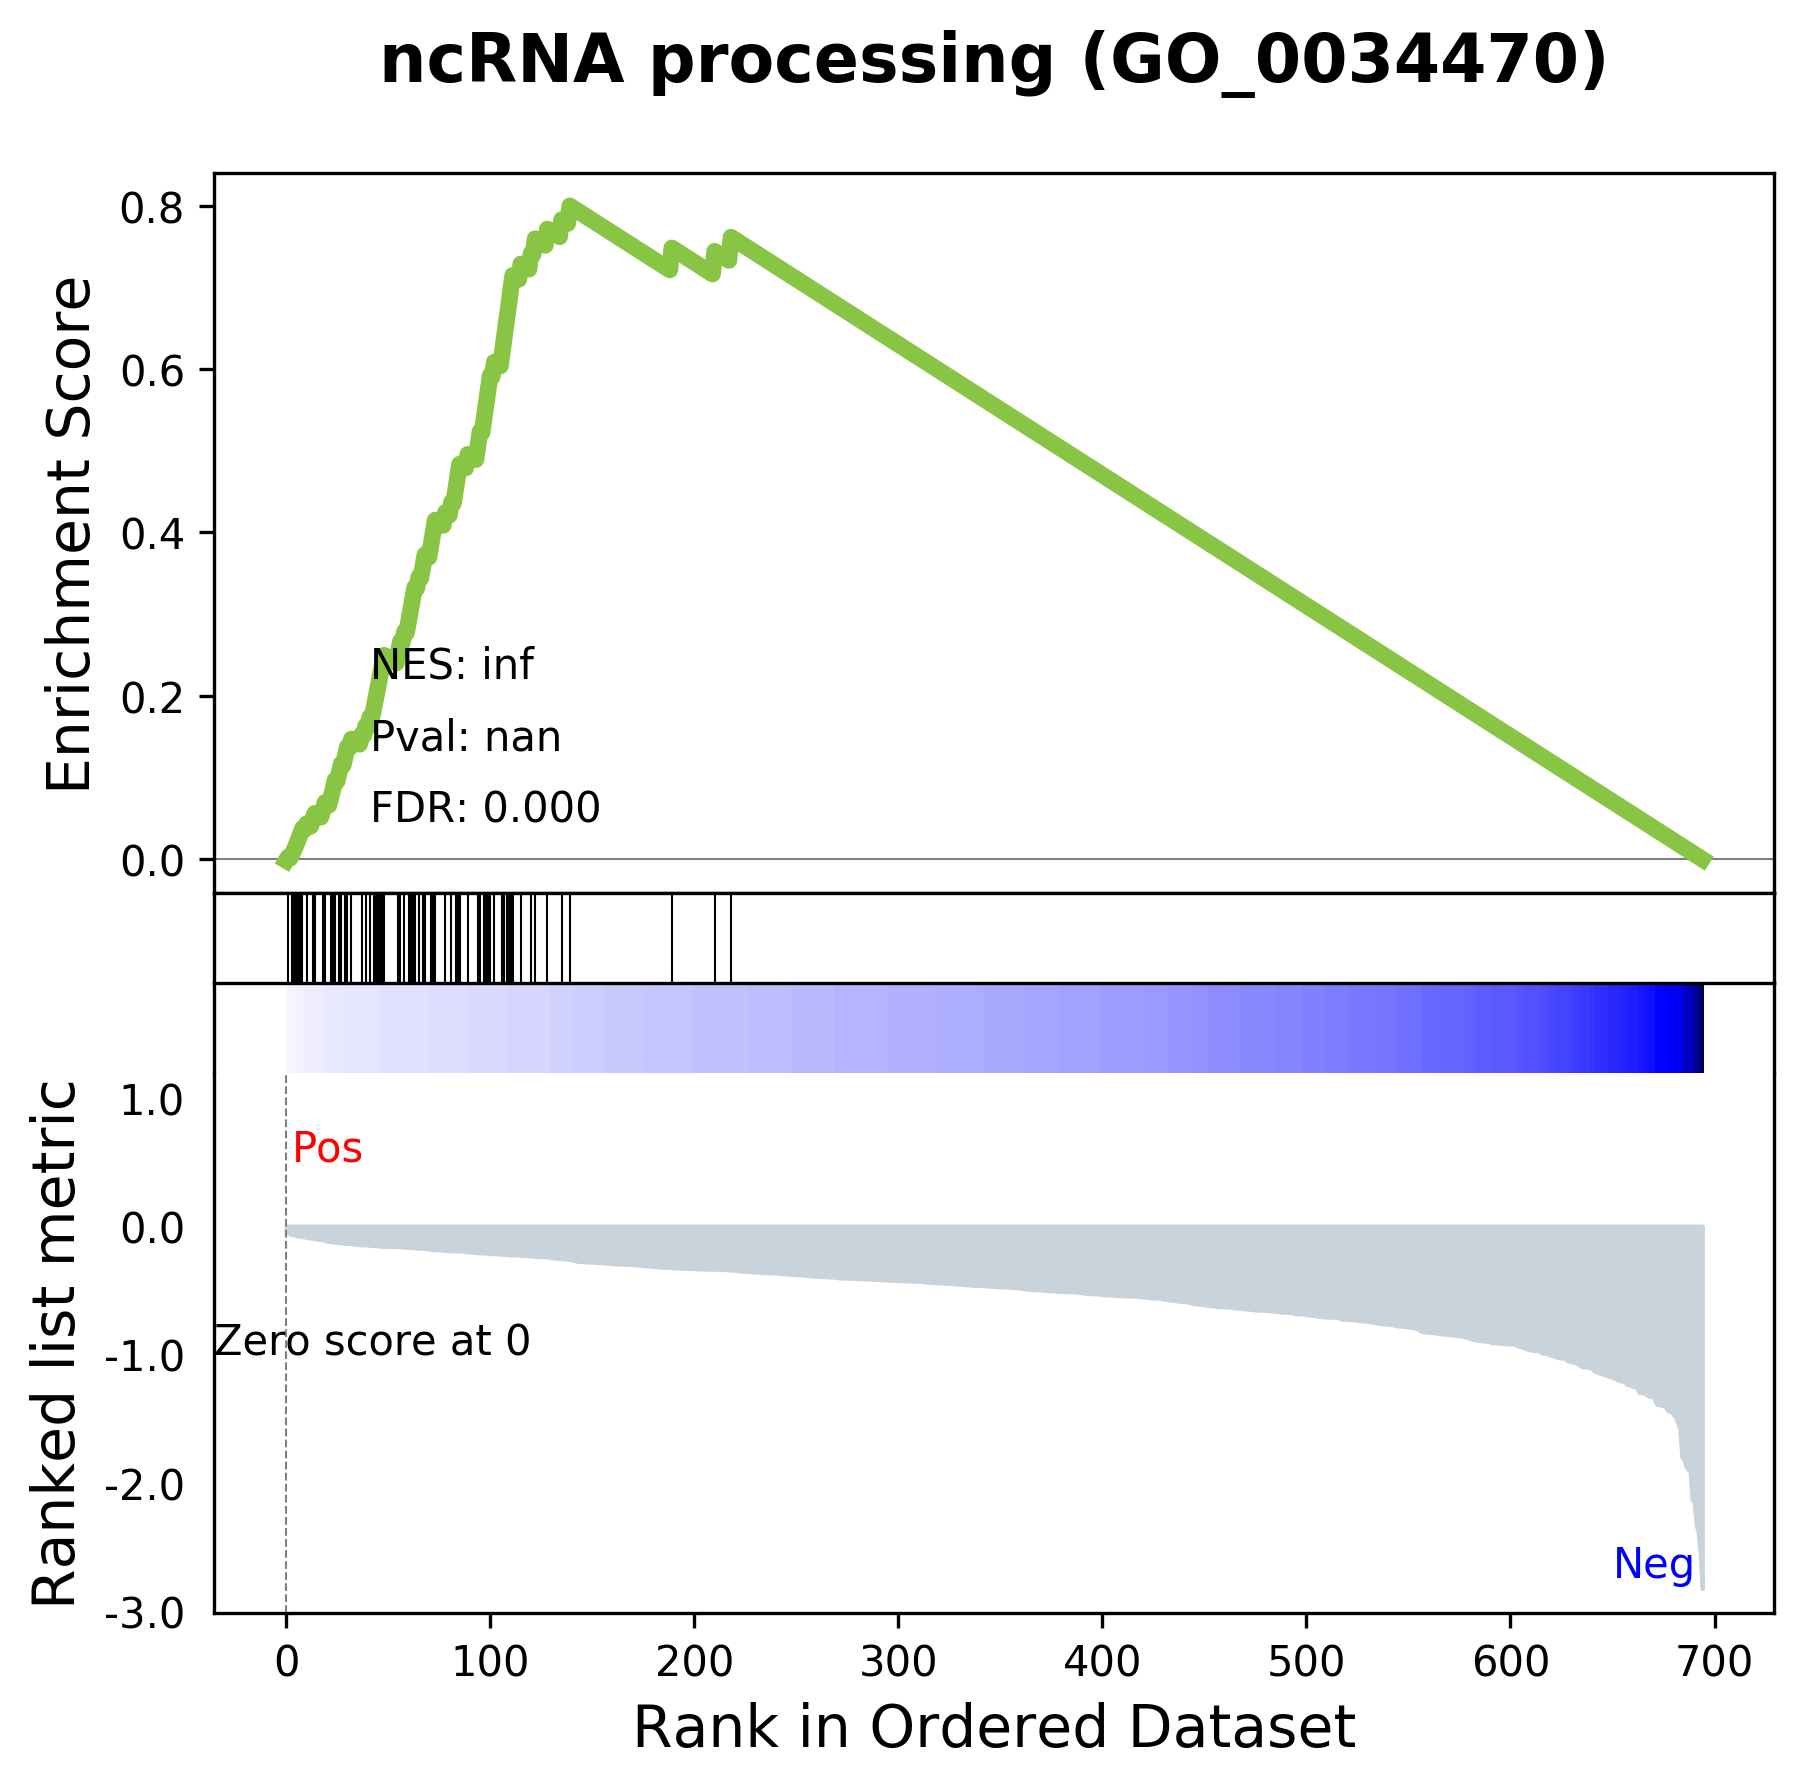 ncRNA processing (GO_0034470)
0.8
0.6
0.4
0.2
0.0
Enrichment Score
NES: inf
Pval: nan
FDR: 0.000
1.0
0.0
-1.0
-2.0
-3.0
Ranked list metric
Pos
Zero score at 0
Neg
0 100 200 300 400 500 600 700
Rank in Ordered Dataset